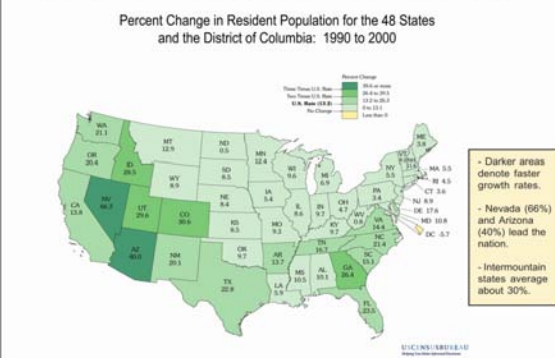 Percent Change in Resident Population for the 48 States
and the District of Columbia: 1990 to 2000
Percent Change
Three Times U.S. Rate
39.6 or more
Two Times U.S. Rate
26.4 to 39.5
U.S. Rate (13.2)
13.2 to 26.3
No Change
0 to 13.1
Less than 0
WA
21.1
OR
20.4
CA
13.8
NV
66.3
ID
28.5
MT
12.9
WY
8.9
UT
29.6
CO
30.6
AZ
40.0
NM
20.1
ND
0.5
SD
8.5
NE
8.4
KS
8.5
OK
9.7
TX
22.8
MN
12.4
IA
5.4
MO
9.3
AR
13.7
LA
5.9
WI
9.6
IL
8.6
MI
6.9
IN
9.7
OH
4.7
KY
9.7
TN
16.7
MS
10.5
AL
10.1
GA
26.4
FL
23.5
SC
15.1
NC
21.4
VA
14.4
WV
0.8
PA
3.4
NY
5.5
ME
3.8
MA 5.5
RI 4.5
CT 3.6
NJ 8.9
DE 17.6
MD 10.8
DC -5.7
- Darker areas
denote faster
growth rates.
- Nevada (66%)
and Arizona
(40%) lead the
nation.
- Intermountain
states average
about 30%.
USCENSUSBUREAU